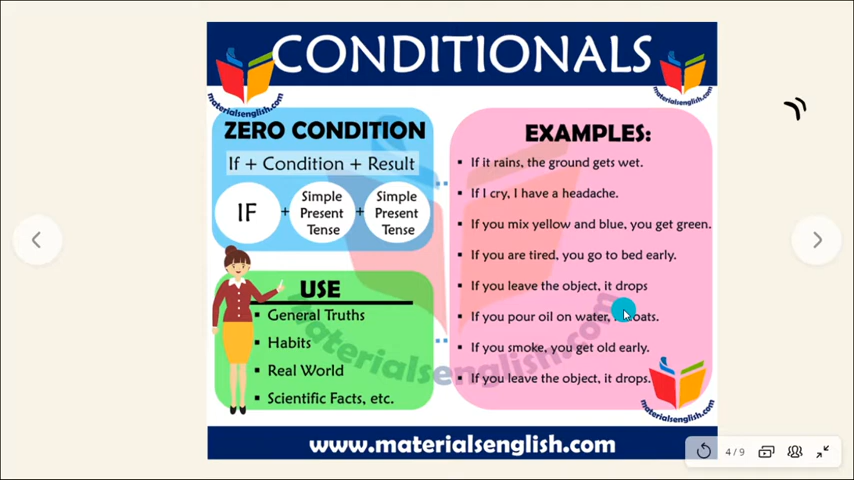 CONDITIONALS
materialsenglish.com
materialsenglish.com
ZERO CONDITION
If + Condition + Result
IF + Simple Present Tense + Simple Present Tense
USE
General Truths
Habits
Real World
Scientific Facts, etc.
EXAMPLES:
If it rains, the ground gets wet.
If I cry, I have a headache.
If you mix yellow and blue, you get green.
If you are tired, you go to bed early.
If you leave the object, it drops
If you pour oil on water, oats.
If you smoke, you get old early.
If you leave the object, it drops.
materialsenglish.com
materialsenglish.com
www.materialsenglish.com
4/9